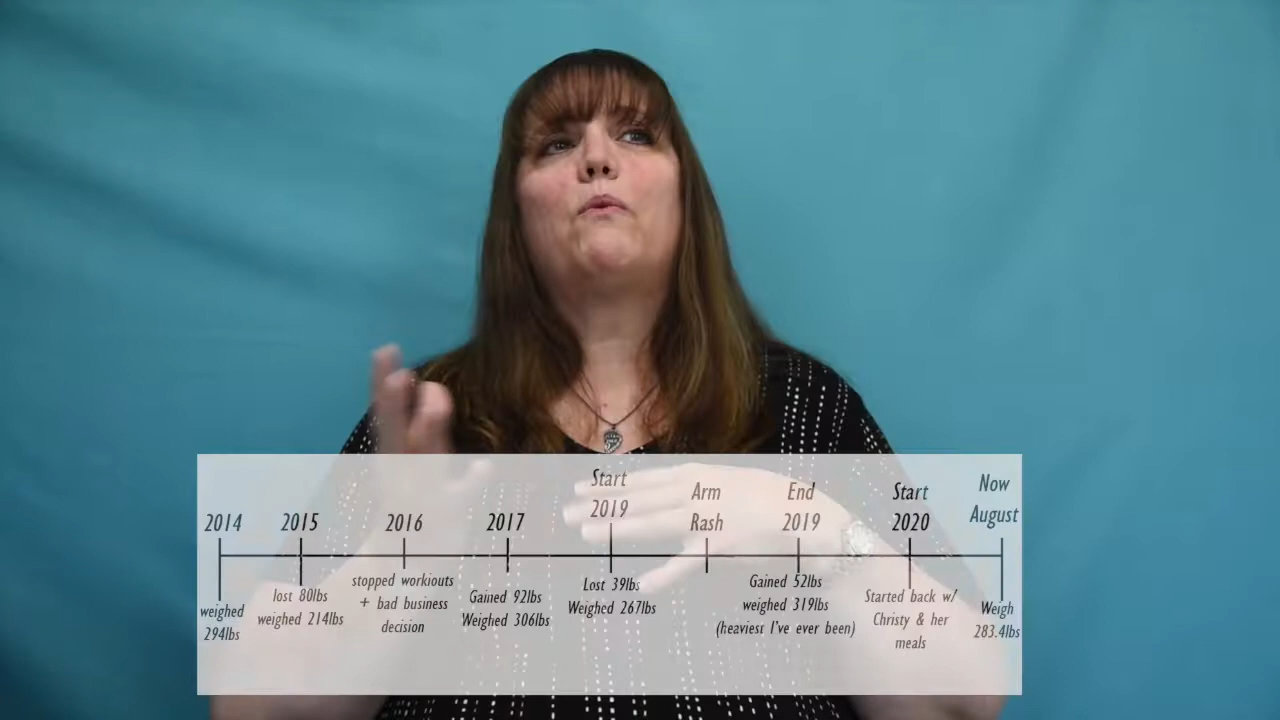 2014
weighed
294lbs
2015
lost 80lbs
weighed 214lbs
2016
stopped workiouts
+ bad business
decision
2017
Gained 92lbs
Weighed 306lbs
Start
2019
Lost 39lbs
Weighed 267lbs
Arm
Rash
End
2019
Gained 52lbs
weighed 319lbs
(heaviest I've ever been)
Start
2020
Started back w/
Christy & her
meals
Now
August
Weigh
283.4lbs